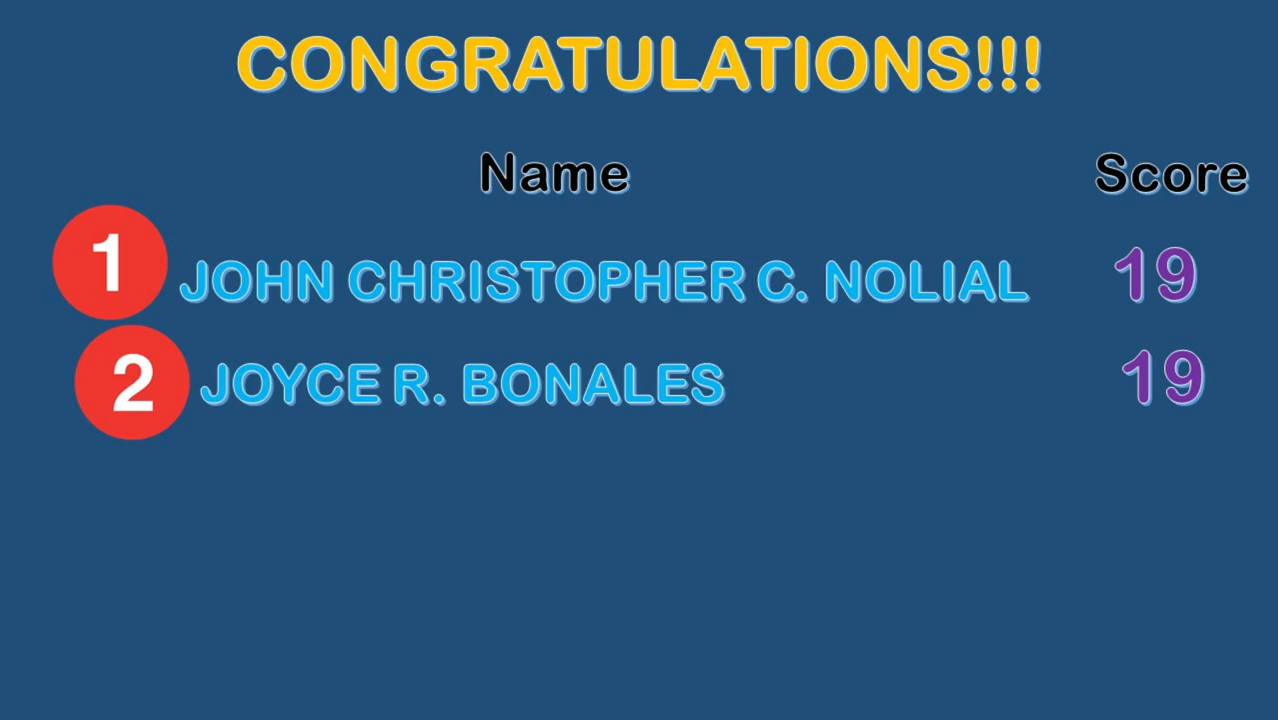 CONGRATULATIONS!!!
Name Score
1 JOHN CHRISTOPHER C. NOLIAL 19
2 JOYCE R. BONALES 19